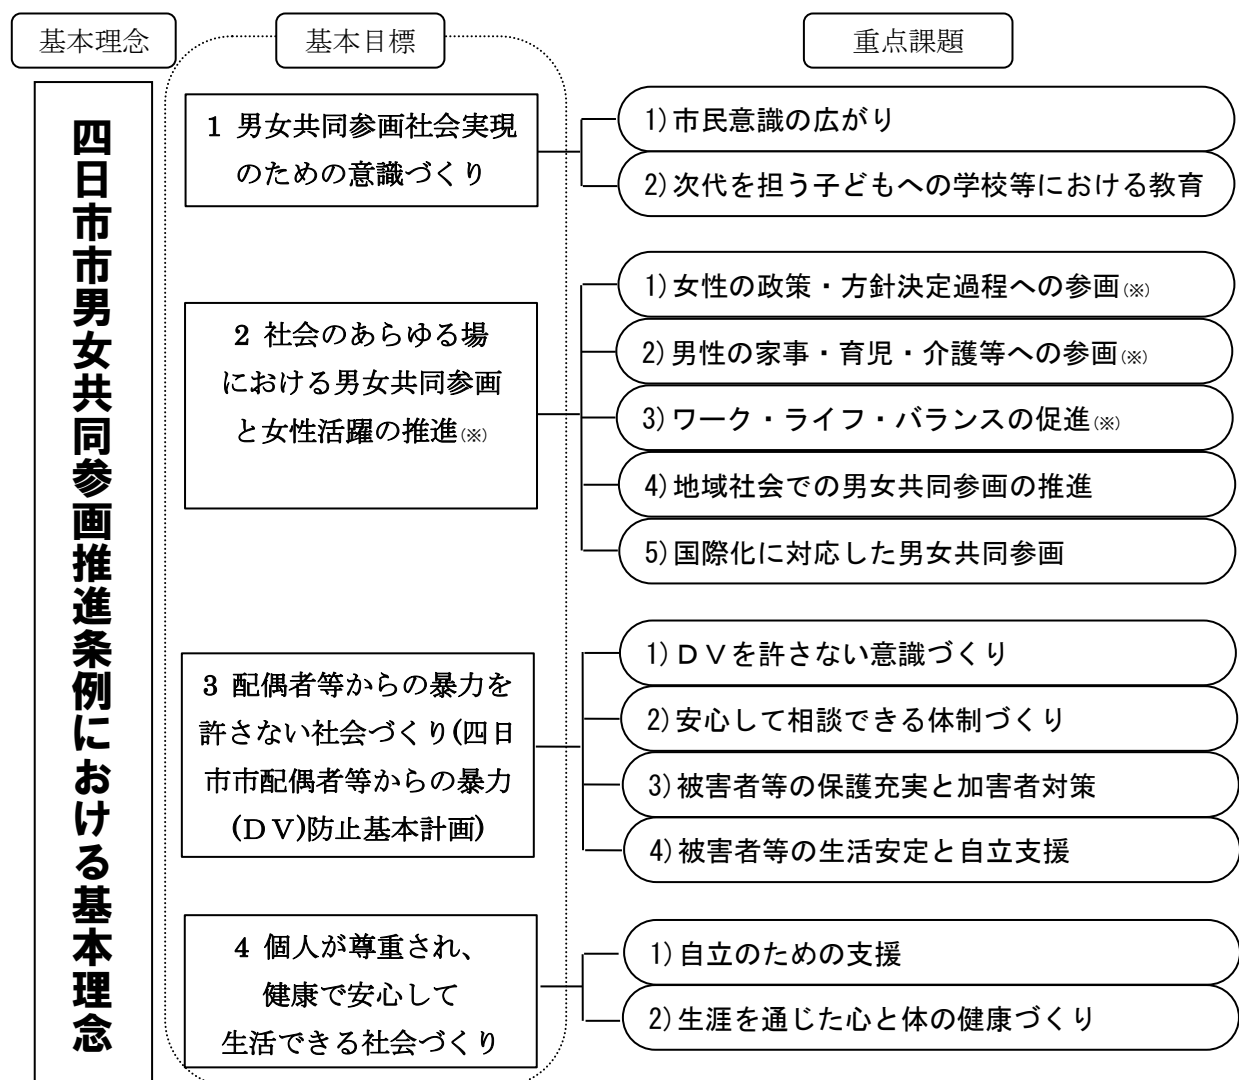 基本理念
基本目標
重点課題
四日市市男女共同参画推進条例における基本理念
1 男女共同参画社会実現
のための意識づくり
1)市民意識の広がり
2)次代を担う子どもへの学校等における教育
2 社会のあらゆる場
における男女共同参画
と女性活躍の推進(※)
1)女性の政策・方針決定過程への参画(※)
2)男性の家事・育児・介護等への参画(※)
3)ワーク・ライフ・バランスの促進(※)
4)地域社会での男女共同参画の推進
5)国際化に対応した男女共同参画
3 配偶者等からの暴力を
許さない社会づくり(四日
市市配偶者等からの暴力
(DV)防止基本計画)
1)DVを許さない意識づくり
2)安心して相談できる体制づくり
3)被害者等の保護充実と加害者対策
4)被害者等の生活安定と自立支援
4 個人が尊重され、
健康で安心して
生活できる社会づくり
1)自立のための支援
2)生涯を通じた心と体の健康づくり